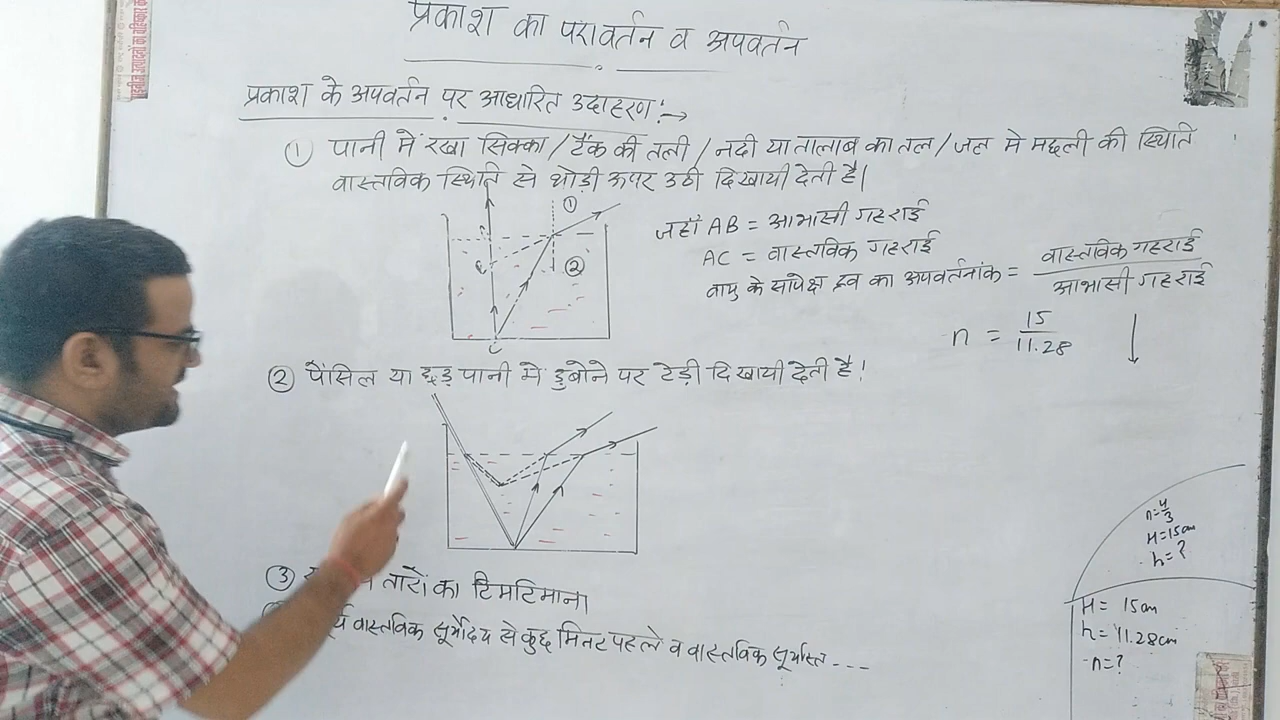 प्रकाश का परावर्तन व अपवर्तन
प्रकाश के अपवर्तन पर आधारित उदाहरण :→
① पानी में रखा सिक्का / टैंक की तली / नदी या तालाब का तल / जल मे मछली की स्थिति
वास्तविक स्थिति से थोड़ी ऊपर उठी दिखायी देती है।
①
②
C
जहाँ AB = आभासी गहराई
AC = वास्तविक गहराई
वायु के सापेक्ष द्रव का अपवर्तनांक = वास्तविक गहराई / आभासी गहराई
n = 15 / 11.28
② पेंसिल या छड़ पानी में डुबोने पर टेड़ी दिखायी देती है !
③ तारों का टिमटिमाना
वास्तविक सूर्योदय से कुछ मिनट पहले व वास्तविक सूर्यास्त ---
n = 4/3
H = 15cm
h = ?
H = 15cm
h = 11.28cm
n = ?